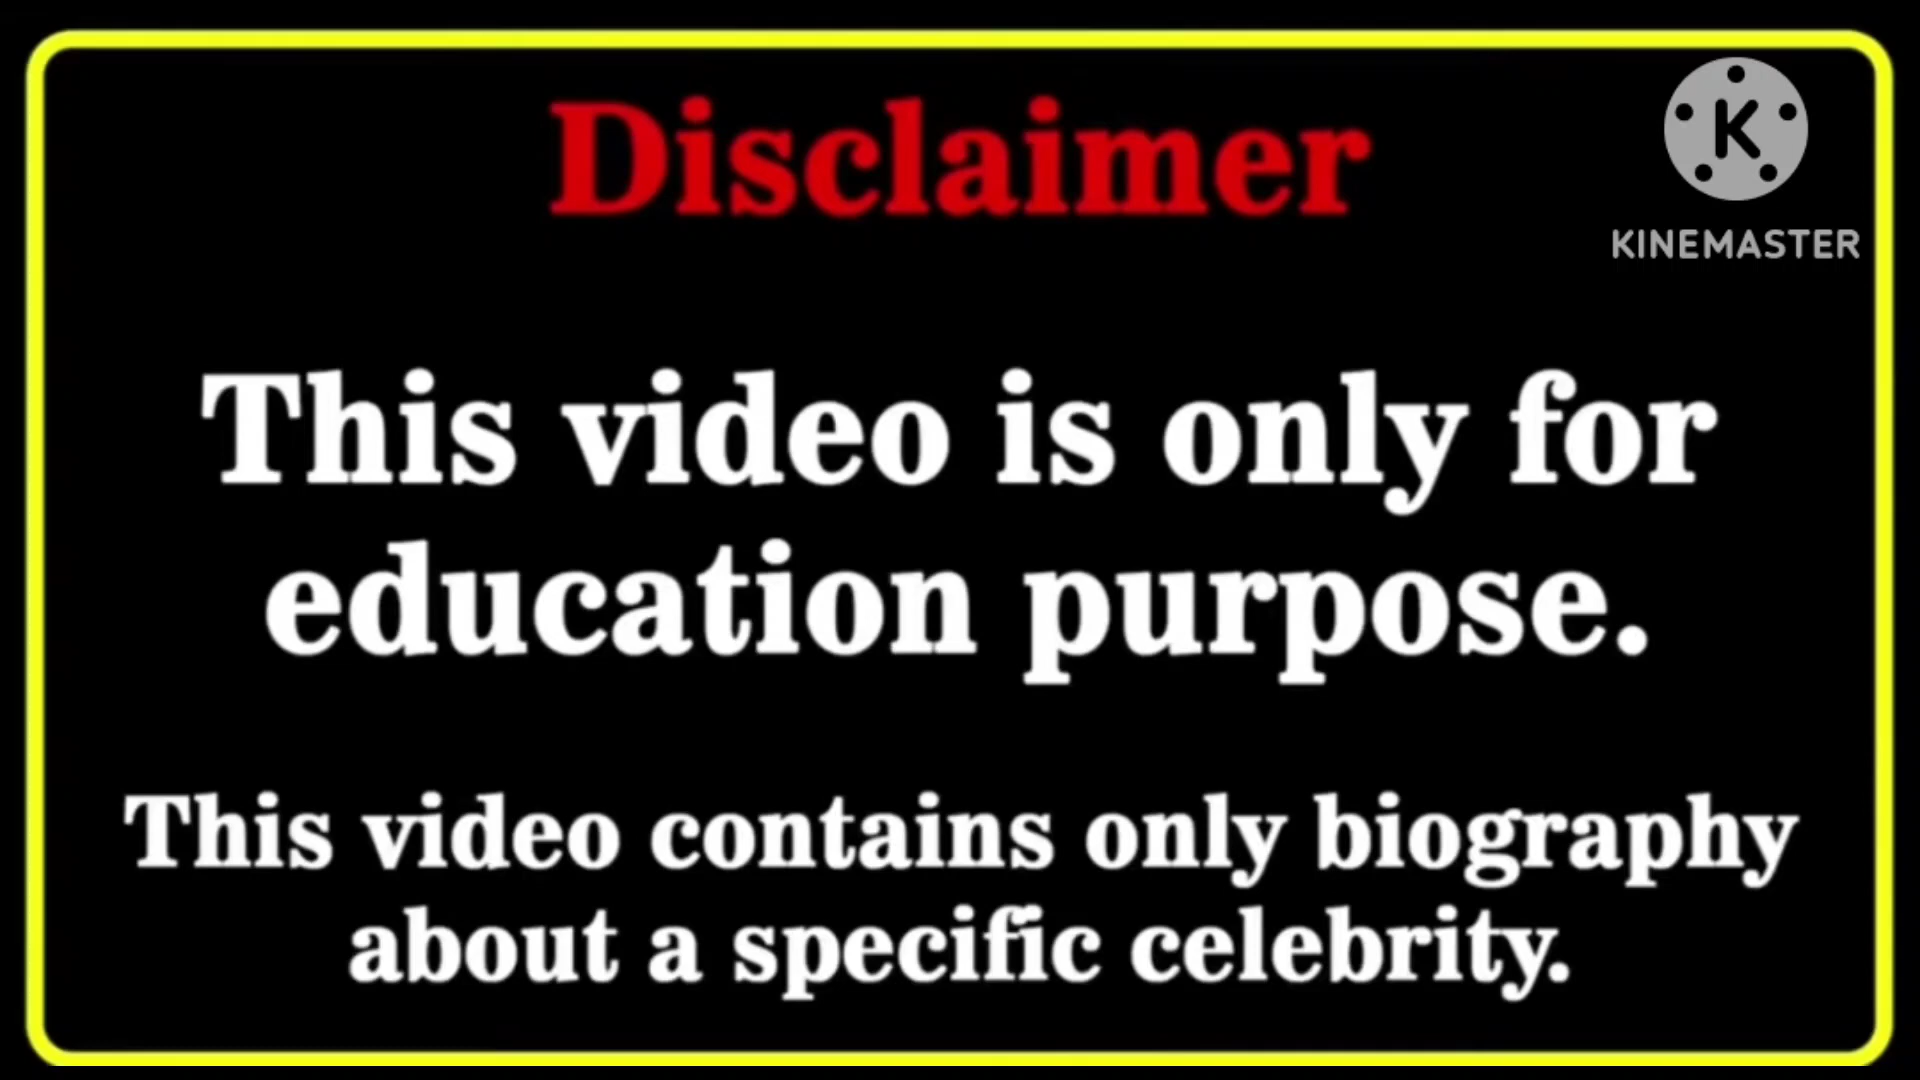 Disclaimer
K
KINEMASTER
This video is only for
education purpose.
This video contains only biography
about a specific celebrity.